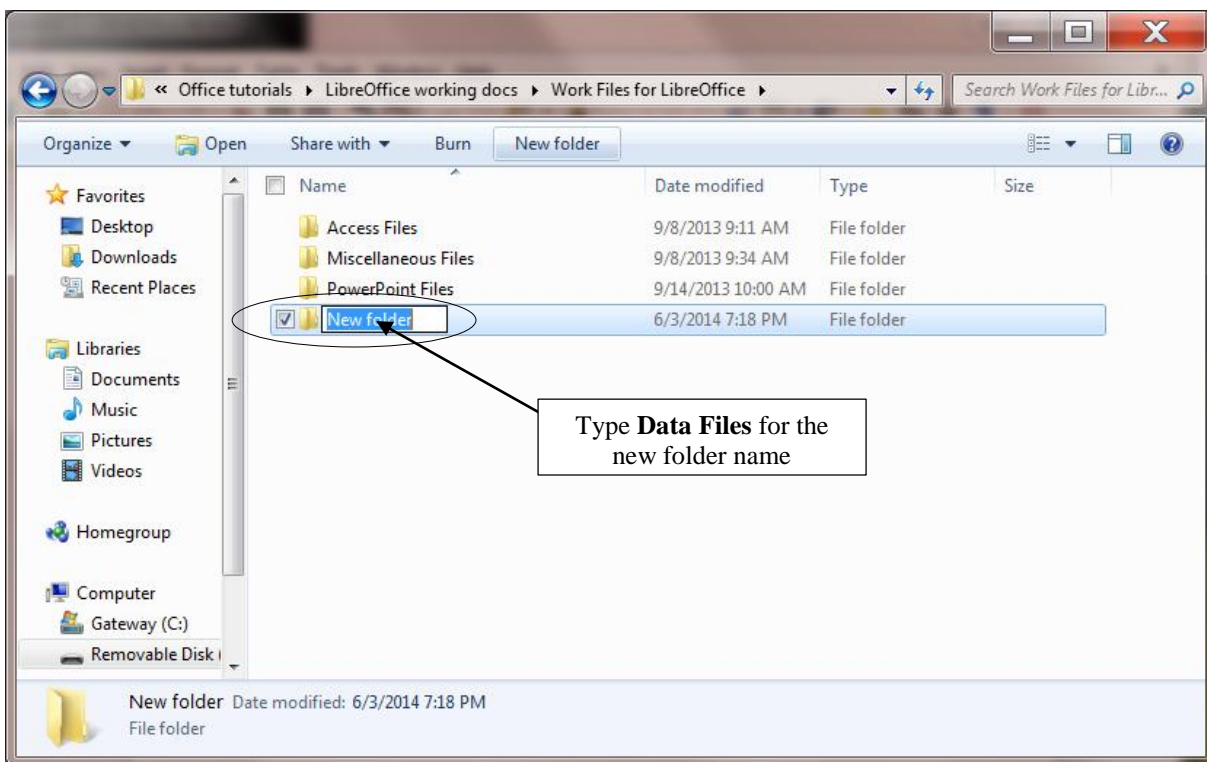 « Office tutorials ▸ LibreOffice working docs ▸ Work Files for LibreOffice ▸ Search Work Files for Libr...
Organize Open Share with Burn New folder
Favorites
Desktop
Downloads
Recent Places
Libraries
Documents
Music
Pictures
Videos
Homegroup
Computer
Gateway (C:)
Removable Disk (
Name Date modified Type Size
Access Files 9/8/2013 9:11 AM File folder
Miscellaneous Files 9/8/2013 9:34 AM File folder
PowerPoint Files 9/14/2013 10:00 AM File folder
New folder 6/3/2014 7:18 PM File folder
Type Data Files for the
new folder name
New folder Date modified: 6/3/2014 7:18 PM
File folder